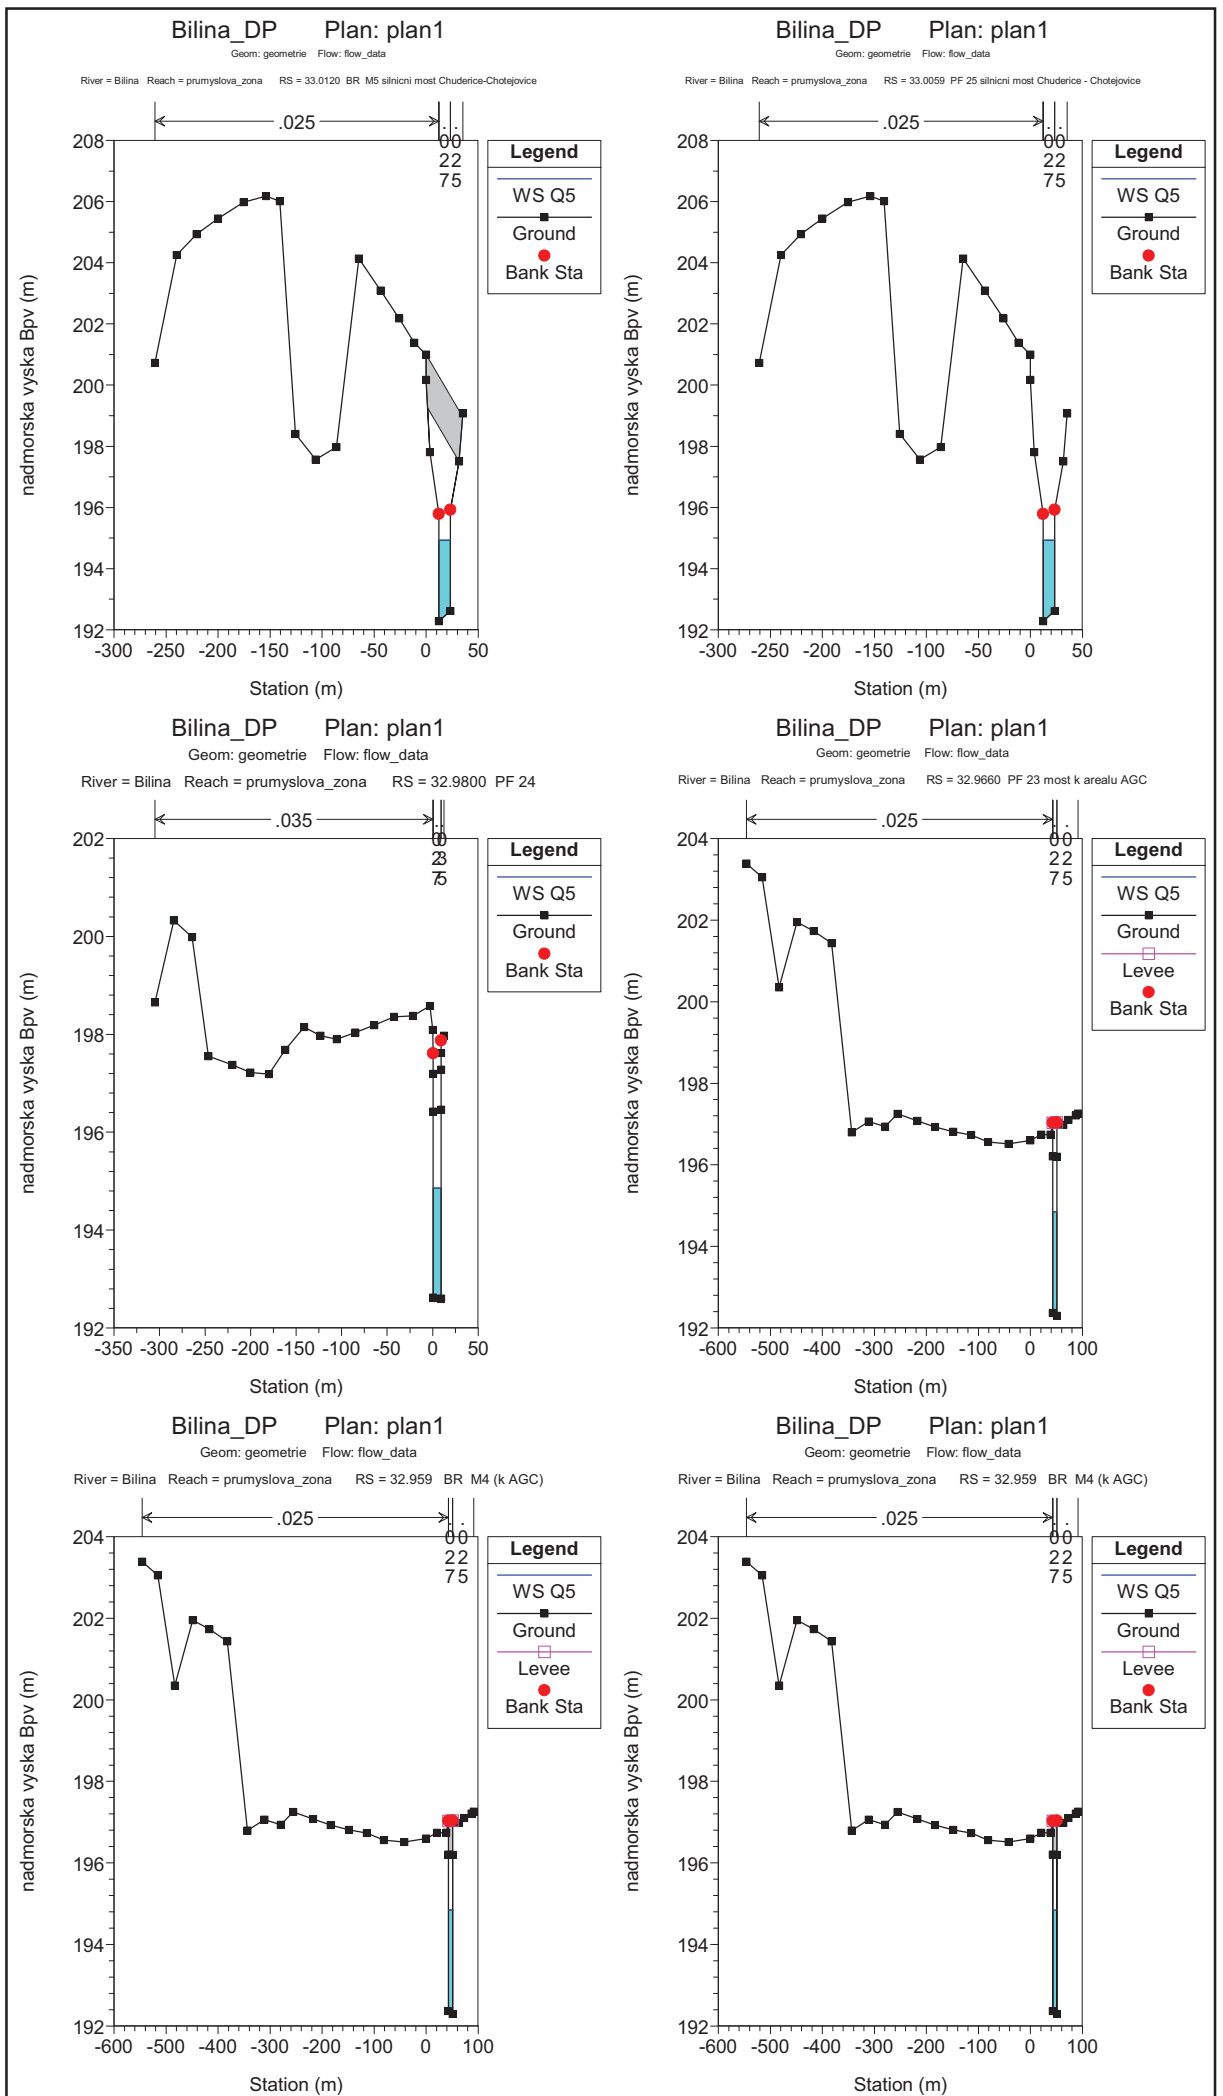 Bilina_DP Plan: plan1
Geom: geometrie Flow: flow_data
River = Bilina Reach = prumyslova_zona RS = 33.0120 BR M5 silnicni most Chuderice-Chotejovice
.025
.022
.075
Legend
WS Q5
Ground
Bank Sta
nadmorska vyska Bpv (m)
208
206
204
202
200
198
196
194
192
-300 -250 -200 -150 -100 -50 0 50
Station (m)
Bilina_DP Plan: plan1
Geom: geometrie Flow: flow_data
River = Bilina Reach = prumyslova_zona RS = 33.0059 PF 25 silnicni most Chuderice - Chotejovice
.025
. .
00
22
75
Legend
WS Q5
Ground
Bank Sta
nadmorska vyska Bpv (m)
208
206
204
202
200
198
196
194
192
-300 -250 -200 -150 -100 -50 0 50
Station (m)
Bilina_DP Plan: plan1
Geom: geometrie Flow: flow_data
River = Bilina Reach = prumyslova_zona RS = 32.9800 PF 24
.035
Legend
WS Q5
Ground
Bank Sta
nadmorska vyska Bpv (m)
202
200
198
196
194
192
-350 -300 -250 -200 -150 -100 -50 0 50
Station (m)
Bilina_DP Plan: plan1
Geom: geometrie Flow: flow_data
River = Bilina Reach = prumyslova_zona RS = 32.9660 PF 23 most k arealu AGC
.025
. .
00
22
75
Legend
WS Q5
Ground
Levee
Bank Sta
nadmorska vyska Bpv (m)
204
202
200
198
196
194
192
-600 -500 -400 -300 -200 -100 0 100
Station (m)
Bilina_DP Plan: plan1
Geom: geometrie Flow: flow_data
River = Bilina Reach = prumyslova_zona RS = 32.959 BR M4 (k AGC)
.025
. .
00
22
75
Legend
WS Q5
Ground
Levee
Bank Sta
nadmorska vyska Bpv (m)
204
202
200
198
196
194
192
-600 -500 -400 -300 -200 -100 0 100
Station (m)
Bilina_DP Plan: plan1
Geom: geometrie Flow: flow_data
River = Bilina Reach = prumyslova_zona RS = 32.959 BR M4 (k AGC)
.025
. .
00
22
75
Legend
WS Q5
Ground
Levee
Bank Sta
nadmorska vyska Bpv (m)
204
202
200
198
196
194
192
-600 -500 -400 -300 -200 -100 0 100
Station (m)